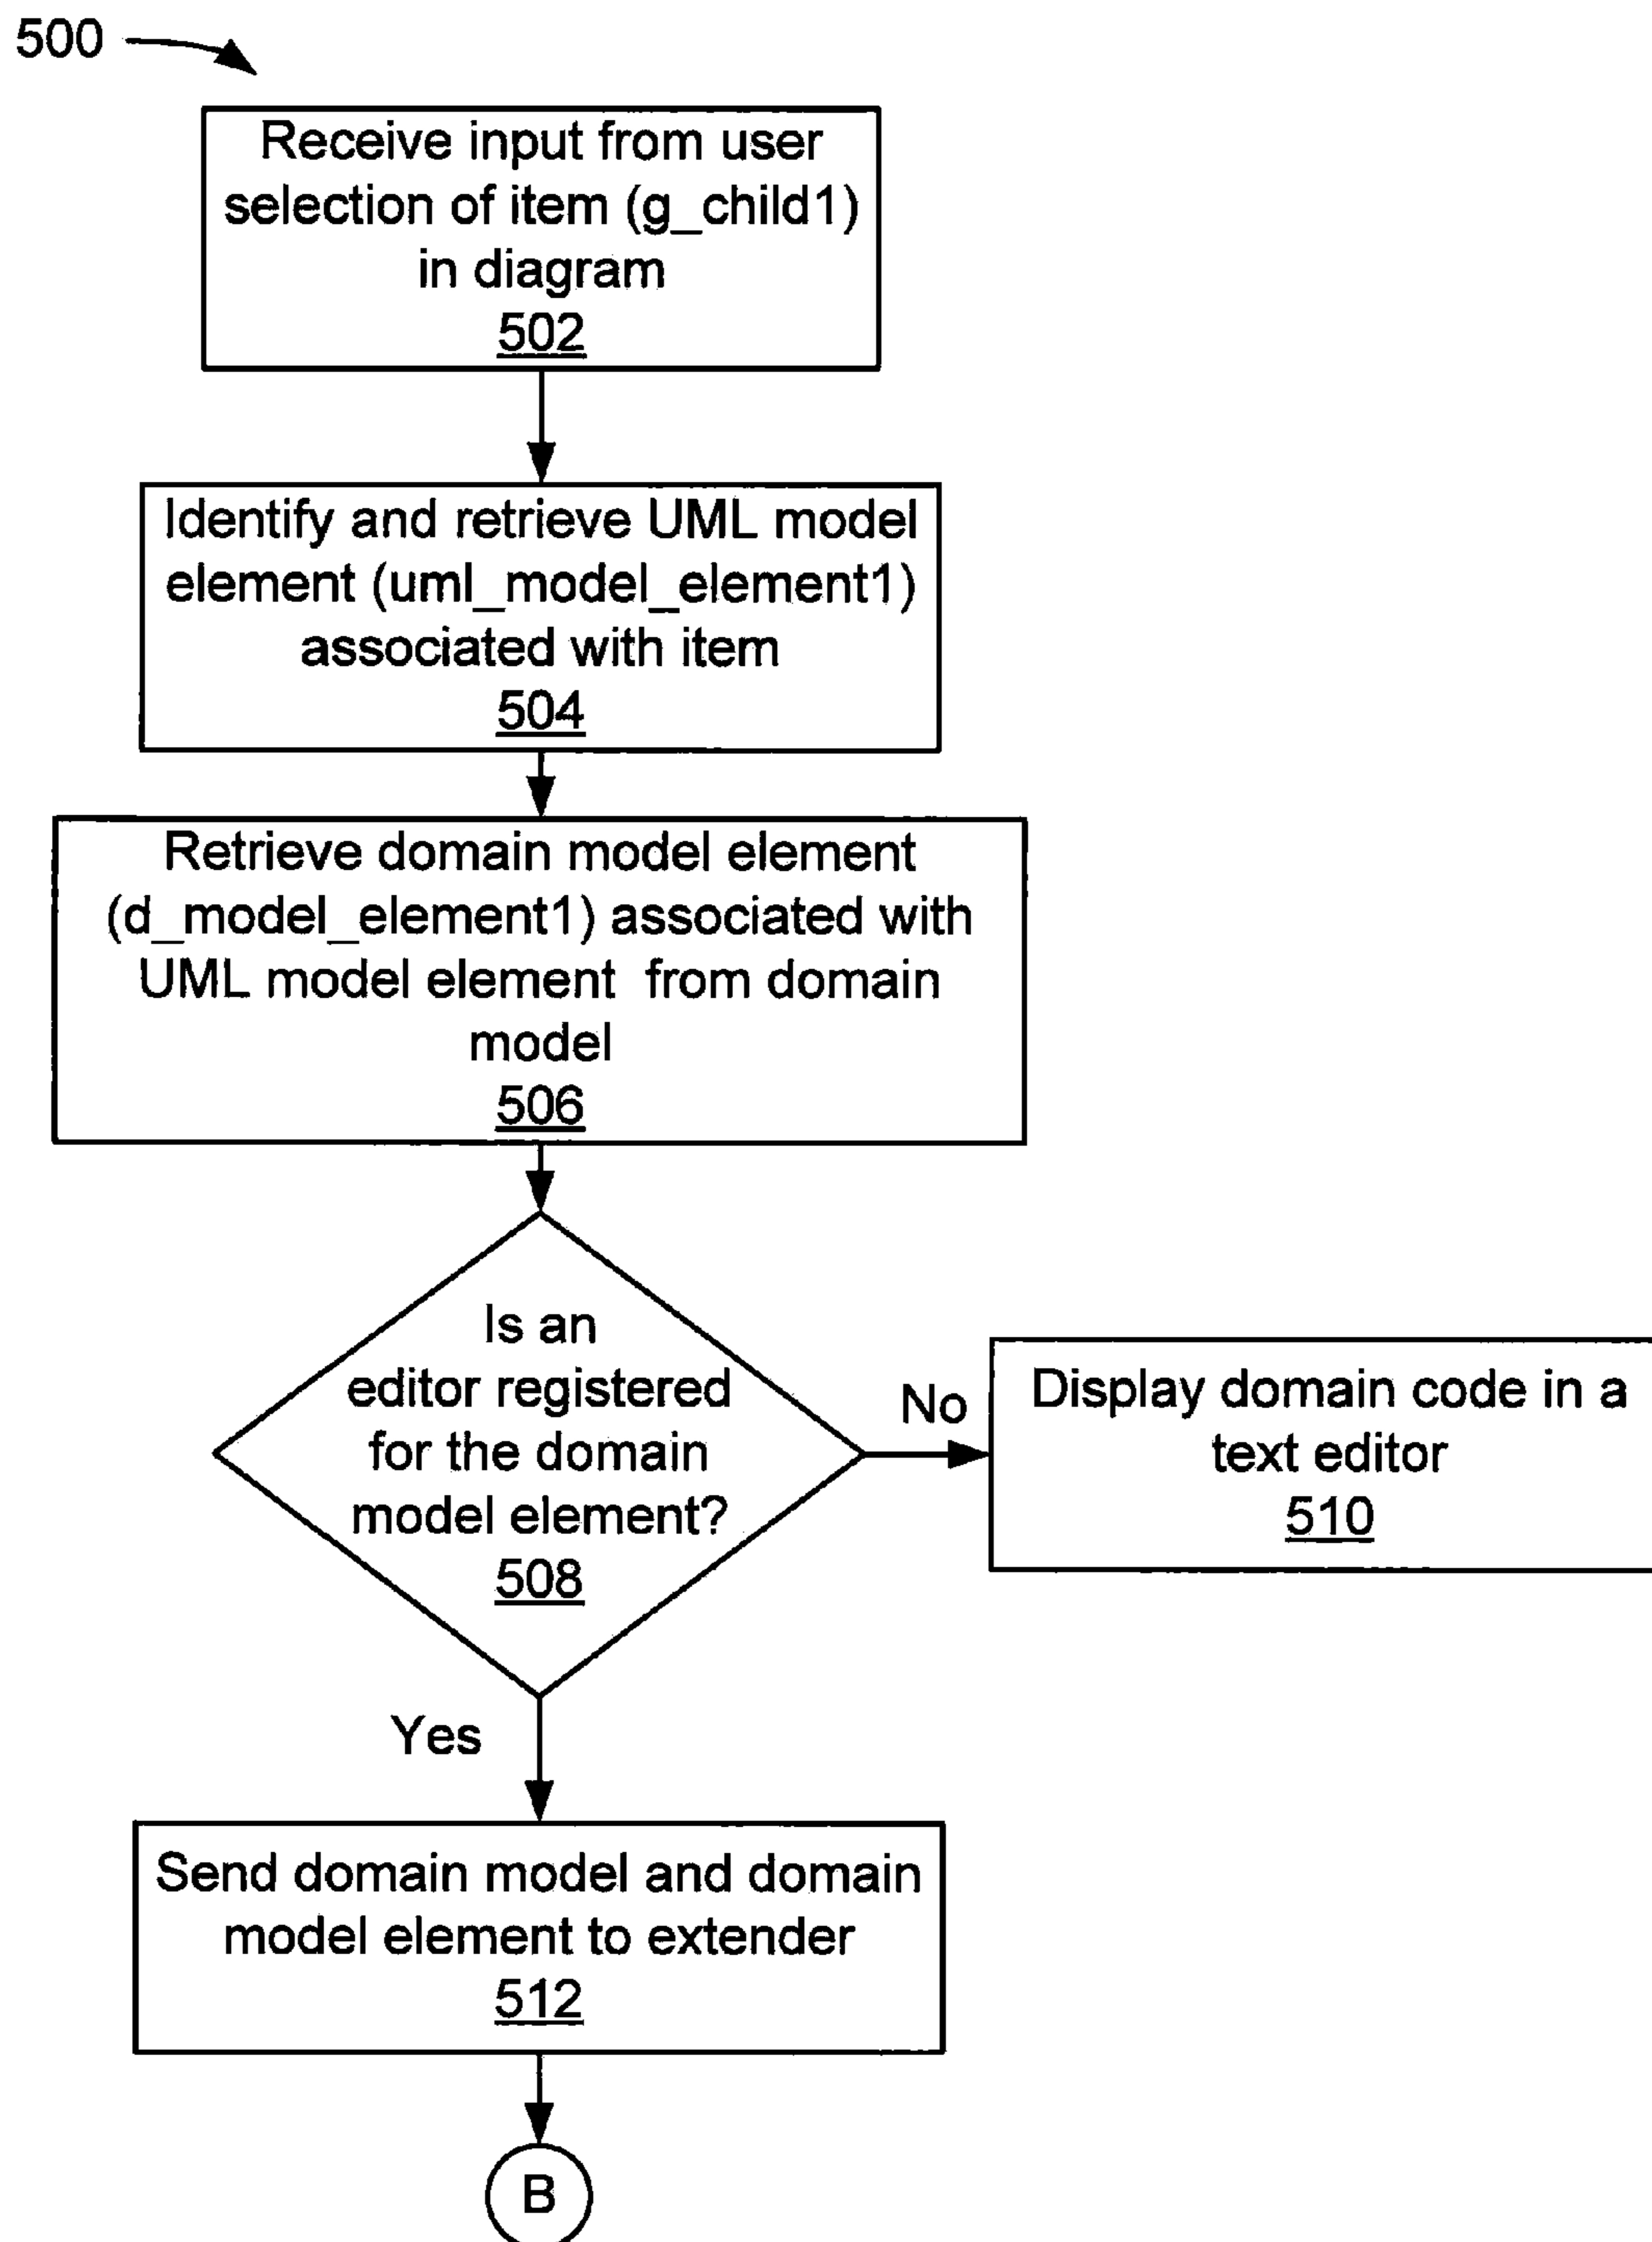 500
Receive input from user
selection of item (g_child1)
in diagram
502
Identify and retrieve UML model
element (uml_model_element1)
associated with item
504
Retrieve domain model element
(d_model_element1) associated with
UML model element from domain
model
506
Is an
editor registered
for the domain
model element?
508
No
Display domain code in a
text editor
510
Yes
Send domain model and domain
model element to extender
512
B